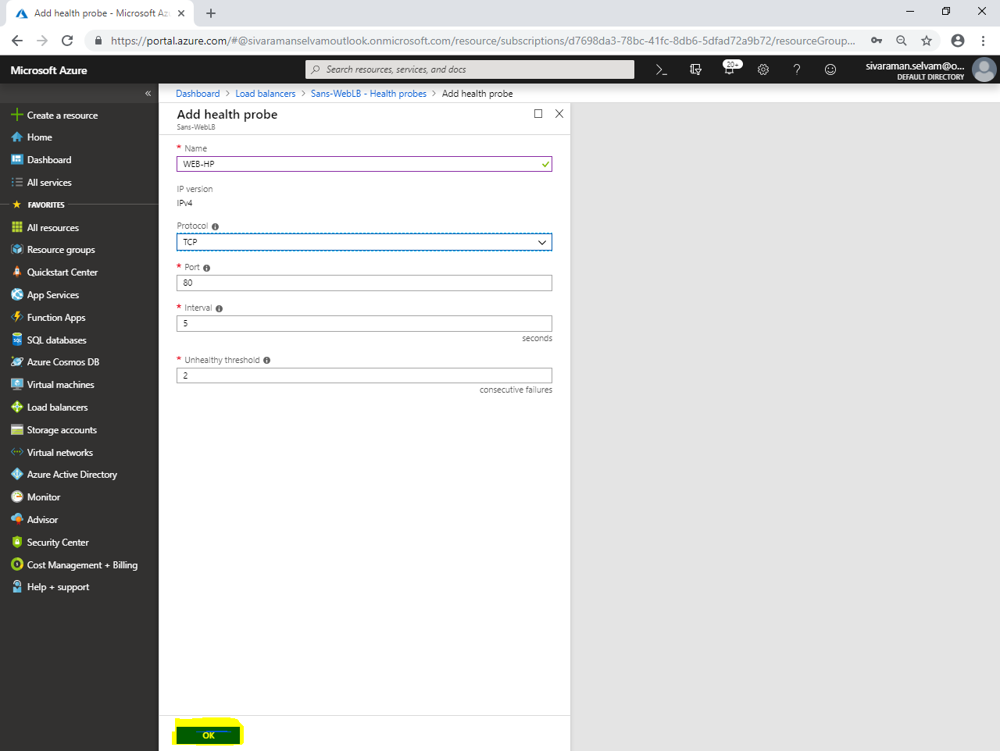 Add health probe - Microsoft Az
https://portal.azure.com/#@sivaramanselvamoutlook.onmicrosoft.com/resource/subscriptions/d7698da3-78bc-41fc-8db6-5dfad72a9b72/resourceGroup...
Microsoft Azure
Search resources, services, and docs
20+
sivaraman.selvam@o...
DEFAULT DIRECTORY
Dashboard > Load balancers > Sans-WebLB - Health probes > Add health probe
Create a resource
Home
Dashboard
All services
FAVORITES
All resources
Resource groups
Quickstart Center
App Services
Function Apps
SQL databases
Azure Cosmos DB
Virtual machines
Load balancers
Storage accounts
Virtual networks
Azure Active Directory
Monitor
Advisor
Security Center
Cost Management + Billing
Help + support
Add health probe
Sans-WebLB
* Name
WEB-HP
IP version
IPv4
Protocol
TCP
* Port
80
* Interval
5
seconds
* Unhealthy threshold
2
consecutive failures
OK